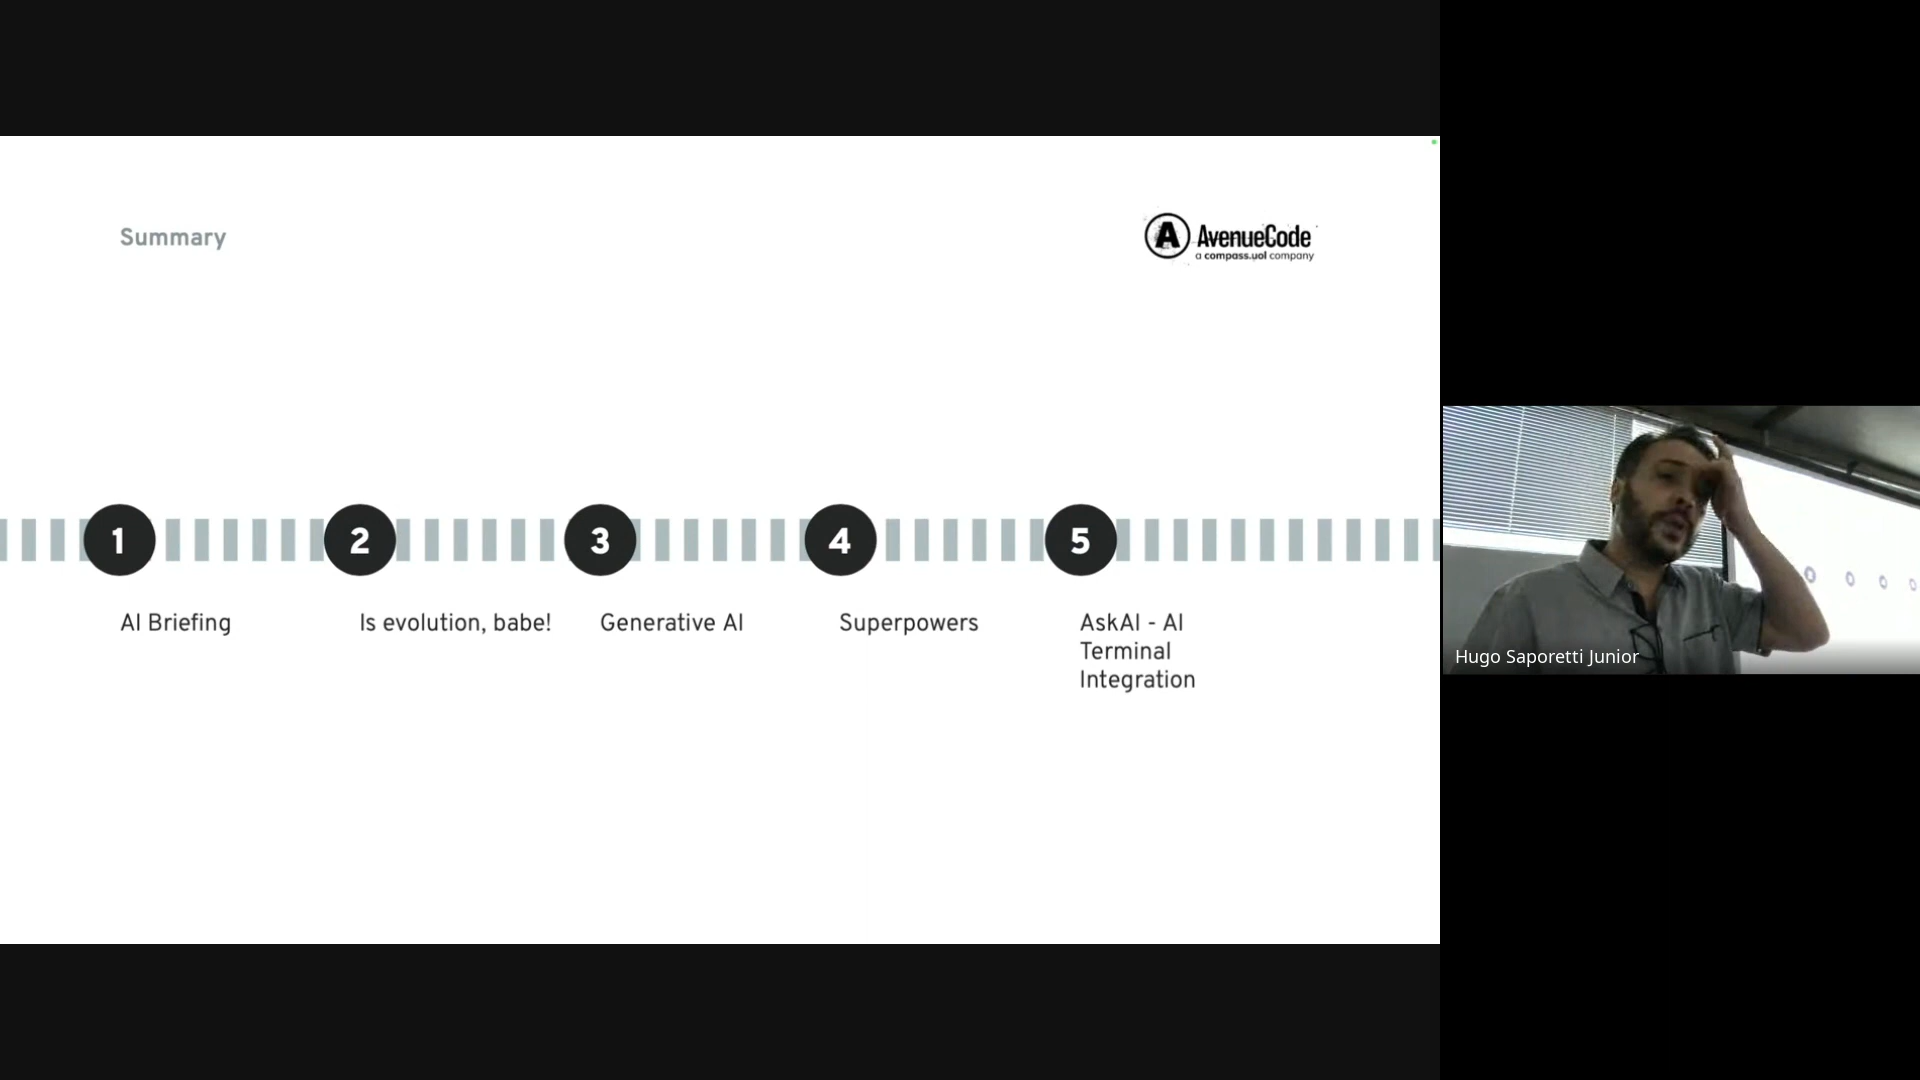 Summary
A
AvenueCode
a compass.uol company
1
2
3
4
5
AI Briefing
Is evolution, babe!
Generative AI
Superpowers
AskAI - AI
Terminal
Integration
Hugo Saporetti Junior